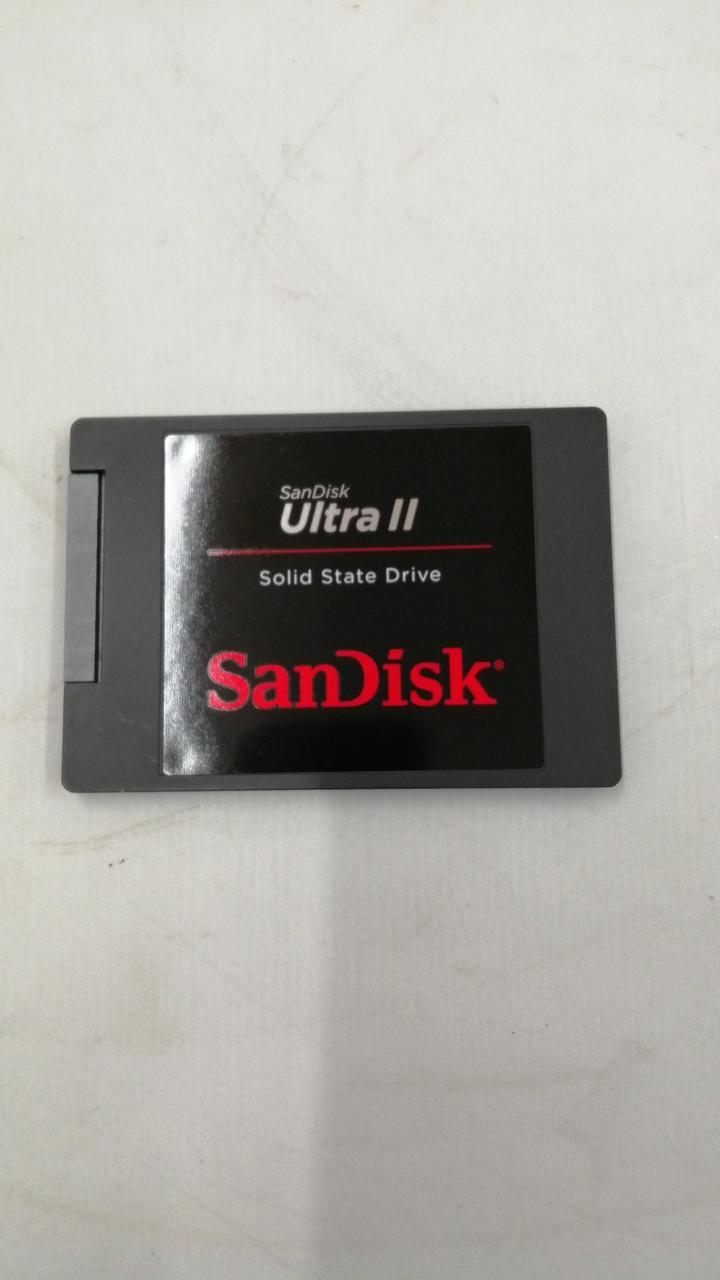 SanDisk
Ultra II
Solid State Drive
SanDisk®